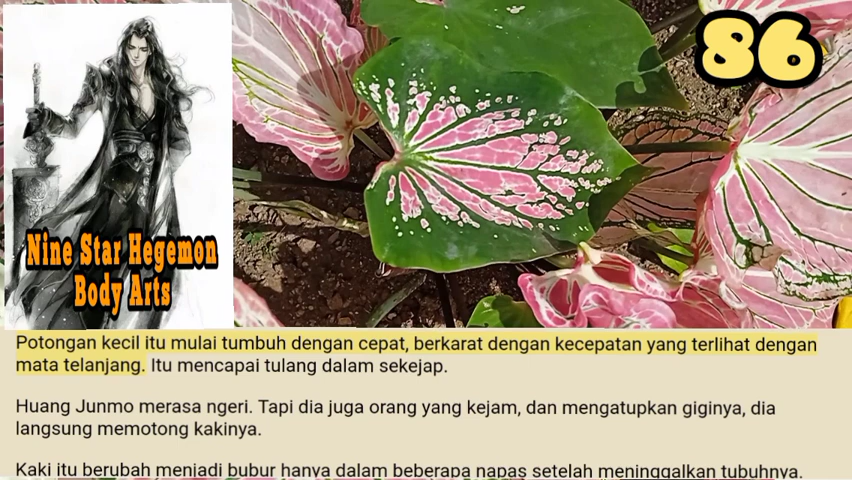 86
Nine Star Hegemon
Body Arts
Potongan kecil itu mulai tumbuh dengan cepat, berkarat dengan kecepatan yang terlihat dengan
mata telanjang. Itu mencapai tulang dalam sekejap.
Huang Junmo merasa ngeri. Tapi dia juga orang yang kejam, dan mengatupkan giginya, dia
langsung memotong kakinya.
Kaki itu berubah menjadi bubur hanya dalam beberapa napas setelah meninggalkan tubuhnya.